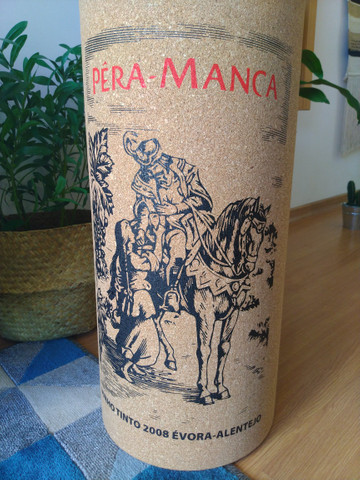 PÊRA-MANCA
TINTO 2008 ÉVORA-ALENTEJO